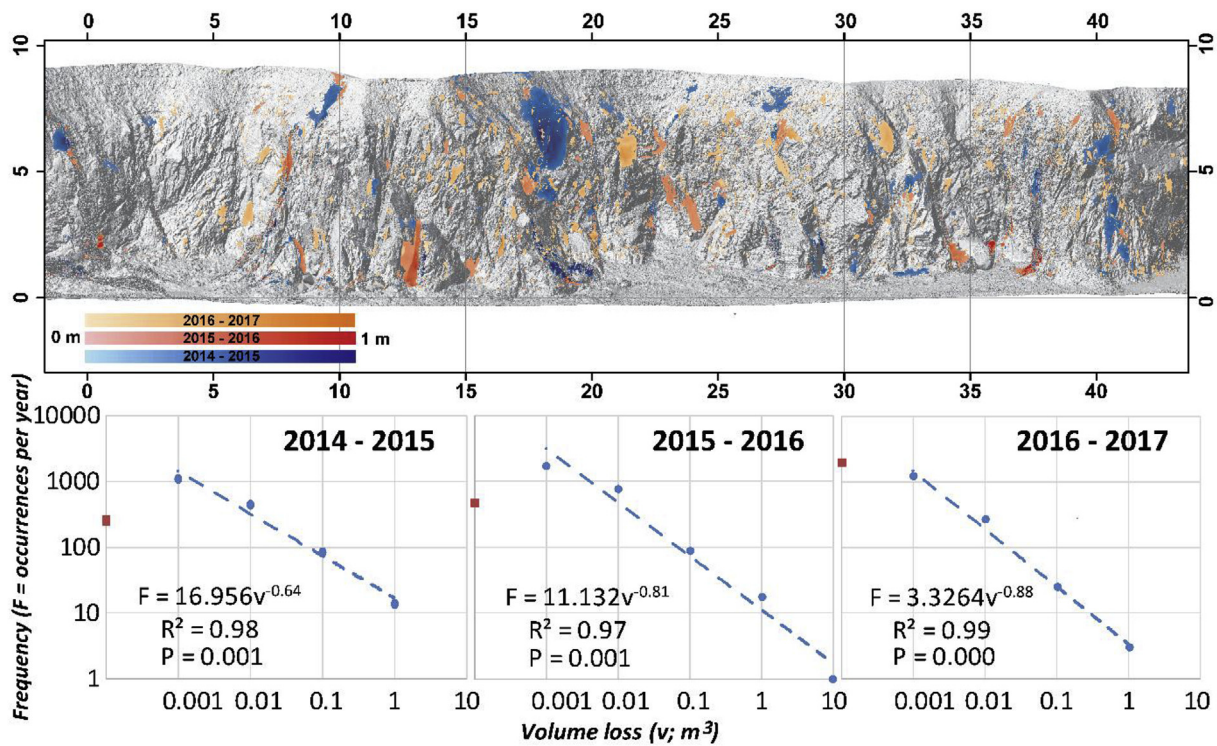 0 5 10 15 20 25 30 35 40
10 10
5 5
0 0
2016 - 2017
0 m 2015 - 2016 1 m
2014 - 2015
0 5 10 15 20 25 30 35 40
Frequency (F = occurrences per year)
10000
1000
100
10
1
2014 - 2015
F = 16.956v^-0.64
R² = 0.98
P = 0.001
0.001 0.01 0.1 1 10
2015 - 2016
F = 11.132v^-0.81
R² = 0.97
P = 0.001
0.001 0.01 0.1 1 10
2016 - 2017
F = 3.3264v^-0.88
R² = 0.99
P = 0.000
0.001 0.01 0.1 1 10
Volume loss (v; m³)